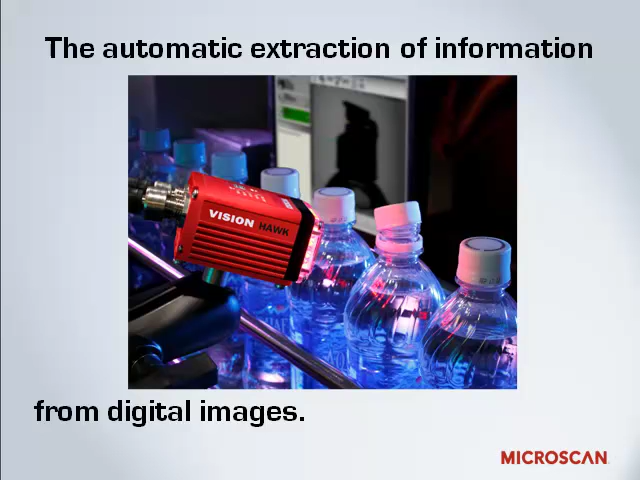 The automatic extraction of information
VISION HAWK
from digital images.
MICROSCAN